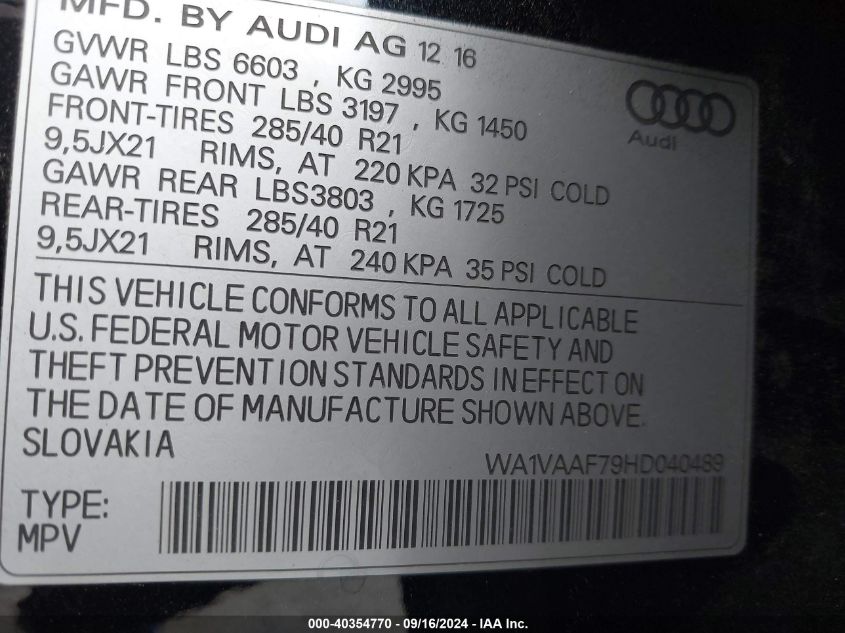 MFD. BY AUDI AG 12 16
GVWR LBS 6603 , KG 2995
GAWR FRONT LBS 3197 , KG 1450
FRONT-TIRES 285/40 R21
9,5JX21 RIMS, AT 220 KPA 32 PSI COLD
GAWR REAR LBS3803 , KG 1725
REAR-TIRES 285/40 R21
9,5JX21 RIMS, AT 240 KPA 35 PSI COLD
Audi
THIS VEHICLE CONFORMS TO ALL APPLICABLE
U.S. FEDERAL MOTOR VEHICLE SAFETY AND
THEFT PREVENTION STANDARDS IN EFFECT ON
THE DATE OF MANUFACTURE SHOWN ABOVE.
SLOVAKIA
WA1VAAF79HD040489
TYPE:
MPV
000-40354770 - 09/16/2024 - IAA Inc.